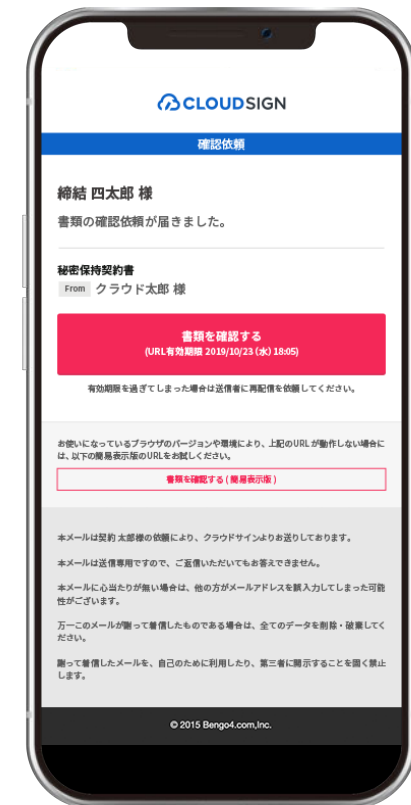 CLOUDSIGN
確認依頼
締結 四太郎 様
書類の確認依頼が届きました。
秘密保持契約書
From クラウド太郎 様
書類を確認する
(URL有効期限 2019/10/23 (水) 18:05)
有効期限を過ぎてしまった場合は送信者に再配信を依頼してください。
お使いになっているブラウザのバージョンや環境により、上記のURLが動作しない場合に
は、以下の簡易表示版のURLをお試しください。
書類を確認する ( 簡易表示版 )
本メールは契約 太郎様の依頼により、クラウドサインよりお送りしております。
本メールは送信専用ですので、ご返信いただいてもお答えできません。
本メールに心当たりが無い場合は、他の方がメールアドレスを誤入力してしまった可能
性がございます。
万一このメールが謝って着信したものである場合は、全てのデータを削除・破棄してく
ださい。
謝って着信したメールを、自己のために利用したり、第三者に開示することを固く禁止
します。
© 2015 Bengo4.com,Inc.